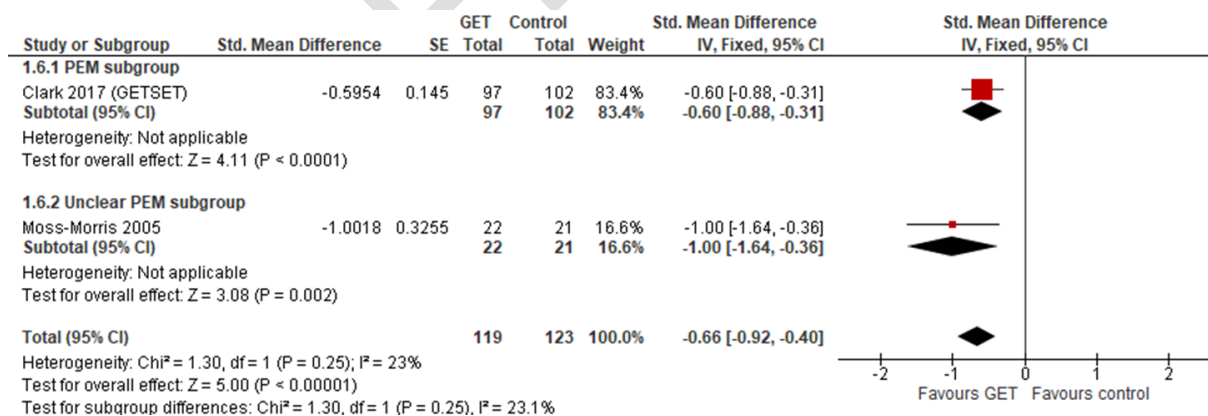 GET Control Std. Mean Difference Std. Mean Difference
Study or Subgroup Std. Mean Difference SE Total Total Weight IV, Fixed, 95% CI IV, Fixed, 95% CI
1.6.1 PEM subgroup
Clark 2017 (GETSET) -0.5954 0.145 97 102 83.4% -0.60 [-0.88, -0.31]
Subtotal (95% CI) 97 102 83.4% -0.60 [-0.88, -0.31]
Heterogeneity: Not applicable
Test for overall effect: Z = 4.11 (P < 0.0001)
1.6.2 Unclear PEM subgroup
Moss-Morris 2005 -1.0018 0.3255 22 21 16.6% -1.00 [-1.64, -0.36]
Subtotal (95% CI) 22 21 16.6% -1.00 [-1.64, -0.36]
Heterogeneity: Not applicable
Test for overall effect: Z = 3.08 (P = 0.002)
Total (95% CI) 119 123 100.0% -0.66 [-0.92, -0.40]
Heterogeneity: Chi² = 1.30, df = 1 (P = 0.25); I² = 23%
Test for overall effect: Z = 5.00 (P < 0.00001)
Test for subgroup differences: Chi² = 1.30, df = 1 (P = 0.25), I² = 23.1%
-2 -1 0 1 2
Favours GET Favours control